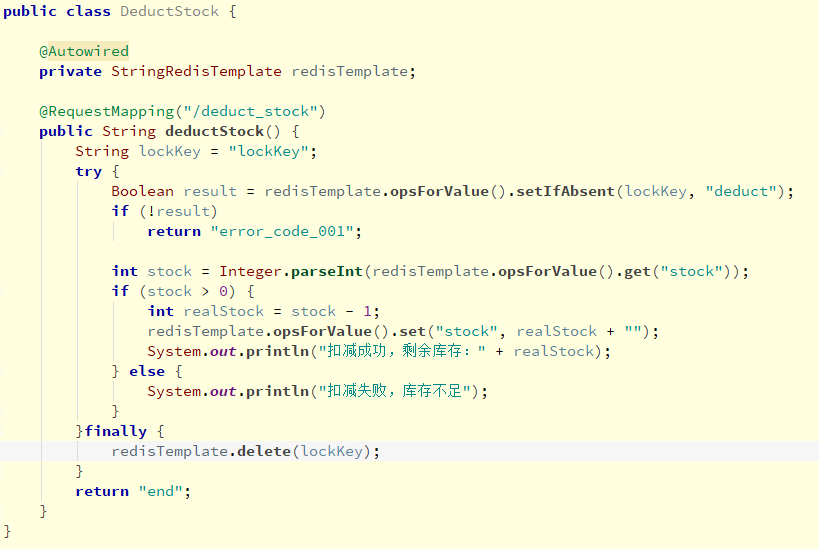 public class DeductStock {
@Autowired
private StringRedisTemplate redisTemplate;
@RequestMapping("/deduct_stock")
public String deductStock() {
String lockKey = "lockKey";
try {
Boolean result = redisTemplate.opsForValue().setIfAbsent(lockKey, "deduct");
if (!result)
return "error_code_001";
int stock = Integer.parseInt(redisTemplate.opsForValue().get("stock"));
if (stock > 0) {
int realStock = stock - 1;
redisTemplate.opsForValue().set("stock", realStock + "");
System.out.println("扣减成功，剩余库存：" + realStock);
} else {
System.out.println("扣减失败，库存不足");
}
}finally {
redisTemplate.delete(lockKey);
}
return "end";
}
}